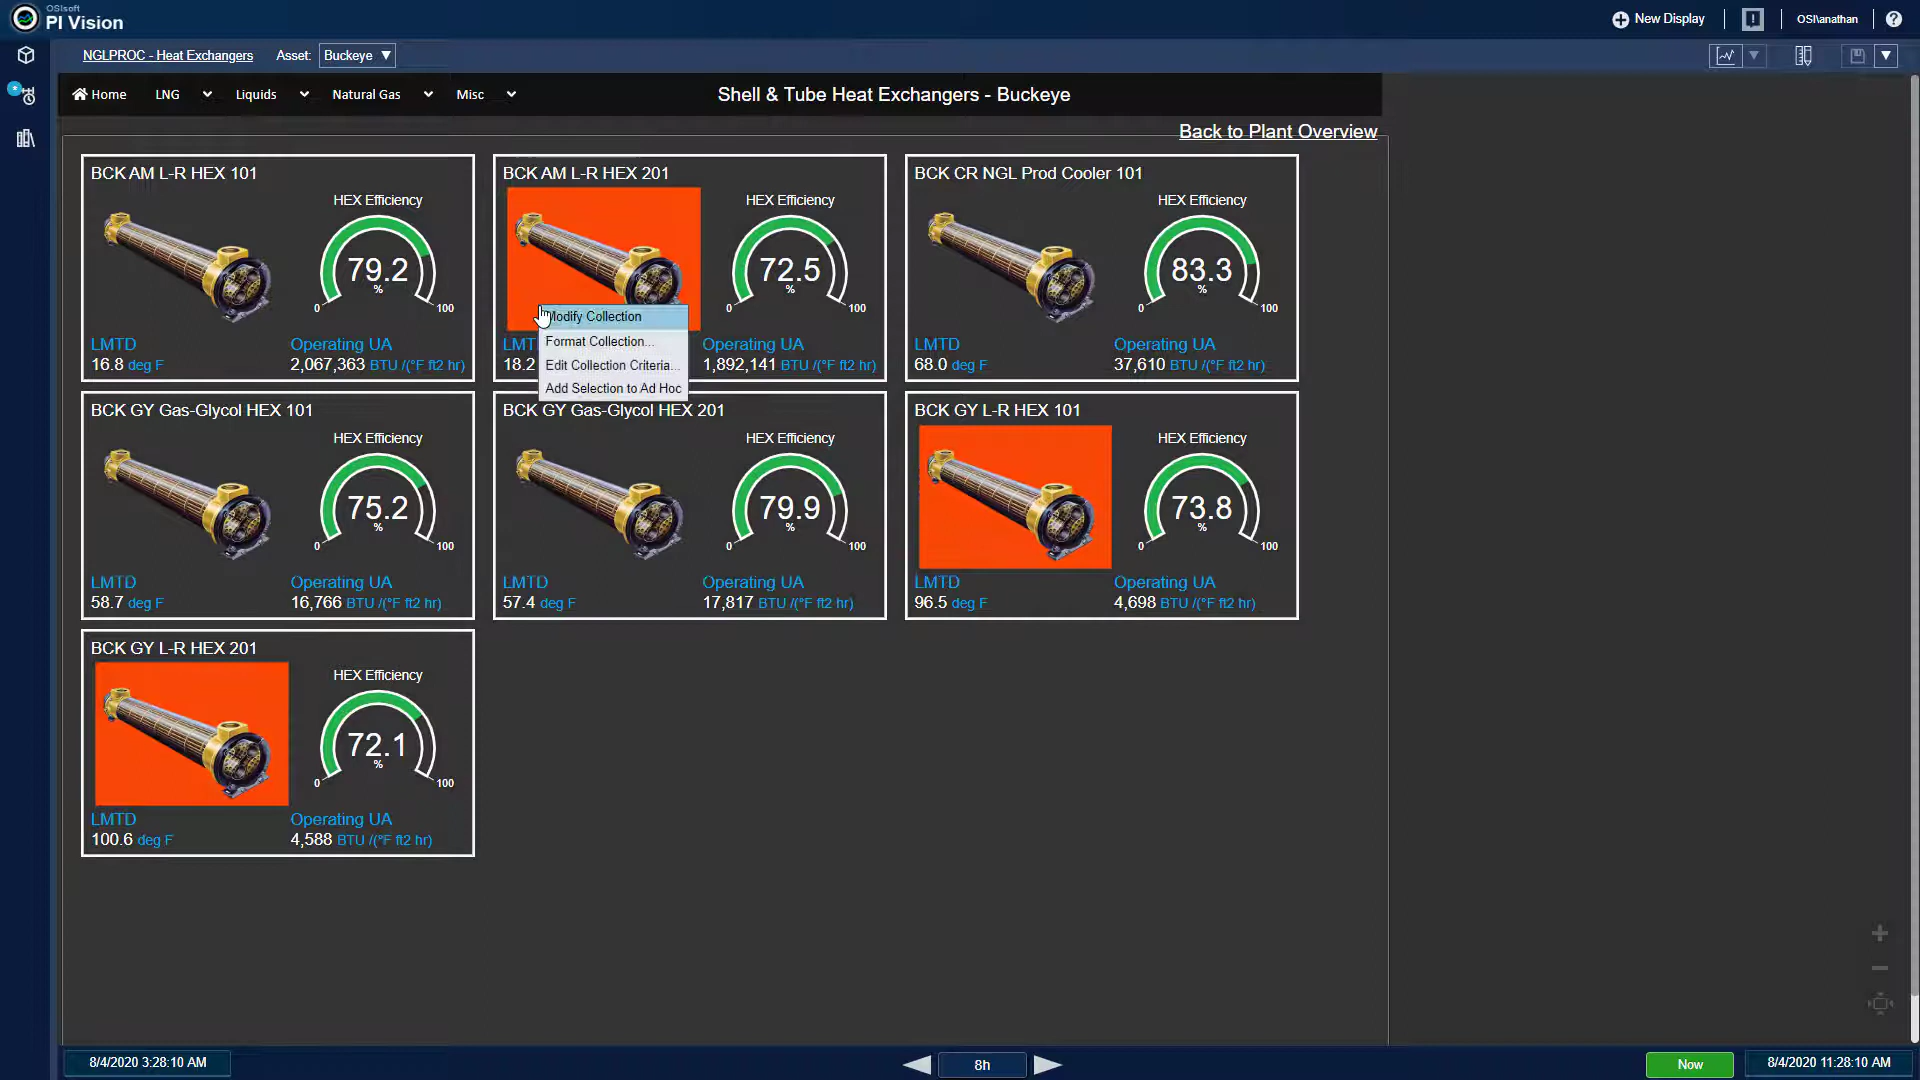 OSIsoft
PI Vision
New Display
OSI\anathan
?
NGLPROC - Heat Exchangers
Asset:
Buckeye
Home
LNG
Liquids
Natural Gas
Misc
Shell & Tube Heat Exchangers - Buckeye
Back to Plant Overview
BCK AM L-R HEX 101
HEX Efficiency
79.2
%
0
100
LMTD
16.8 deg F
Operating UA
2,067,363 BTU /(°F ft2 hr)
BCK AM L-R HEX 201
HEX Efficiency
72.5
%
0
100
LMT
18.2
Operating UA
1,892,141 BTU /(°F ft2 hr)
Modify Collection
Format Collection...
Edit Collection Criteria...
Add Selection to Ad Hoc
BCK CR NGL Prod Cooler 101
HEX Efficiency
83.3
%
0
100
LMTD
68.0 deg F
Operating UA
37,610 BTU /(°F ft2 hr)
BCK GY Gas-Glycol HEX 101
HEX Efficiency
75.2
%
0
100
LMTD
58.7 deg F
Operating UA
16,766 BTU /(°F ft2 hr)
BCK GY Gas-Glycol HEX 201
HEX Efficiency
79.9
%
0
100
LMTD
57.4 deg F
Operating UA
17,817 BTU /(°F ft2 hr)
BCK GY L-R HEX 101
HEX Efficiency
73.8
%
0
100
LMTD
96.5 deg F
Operating UA
4,698 BTU /(°F ft2 hr)
BCK GY L-R HEX 201
HEX Efficiency
72.1
%
0
100
LMTD
100.6 deg F
Operating UA
4,588 BTU /(°F ft2 hr)
8/4/2020 3:28:10 AM
8h
Now
8/4/2020 11:28:10 AM